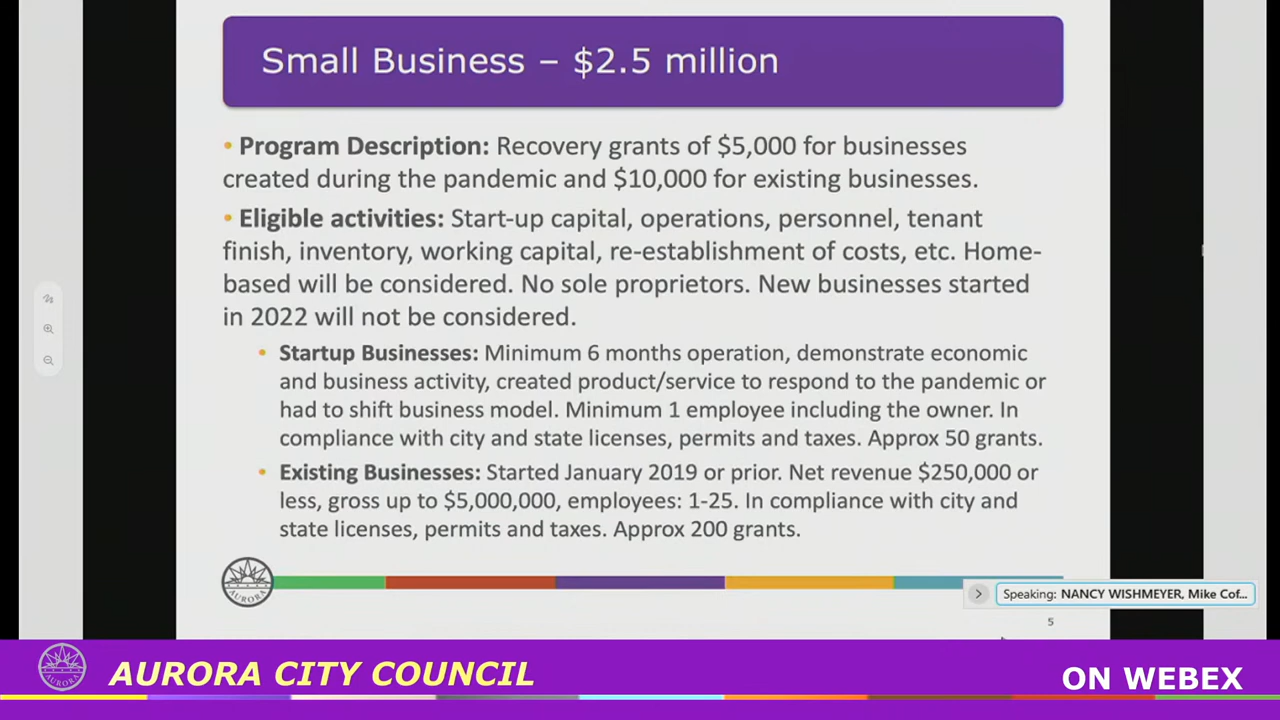 Small Business – $2.5 million
• Program Description: Recovery grants of $5,000 for businesses
created during the pandemic and $10,000 for existing businesses.
• Eligible activities: Start-up capital, operations, personnel, tenant
finish, inventory, working capital, re-establishment of costs, etc. Home-
based will be considered. No sole proprietors. New businesses started
in 2022 will not be considered.
• Startup Businesses: Minimum 6 months operation, demonstrate economic
and business activity, created product/service to respond to the pandemic or
had to shift business model. Minimum 1 employee including the owner. In
compliance with city and state licenses, permits and taxes. Approx 50 grants.
• Existing Businesses: Started January 2019 or prior. Net revenue $250,000 or
less, gross up to $5,000,000, employees: 1-25. In compliance with city and
state licenses, permits and taxes. Approx 200 grants.
AURORA
Speaking: NANCY WISHMEYER, Mike Cof...
5
AURORA CITY COUNCIL
ON WEBEX